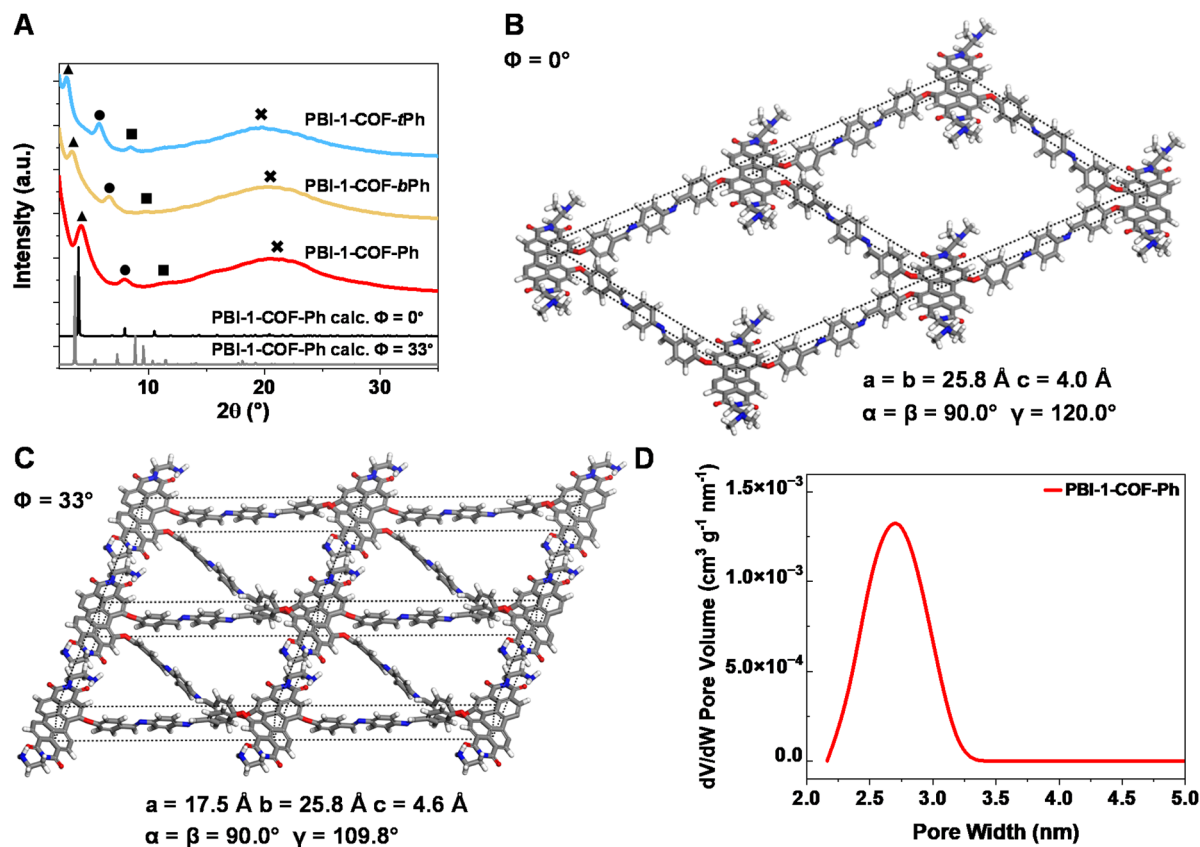 A
Intensity (a.u.)
▲
●
■
✖
PBI-1-COF-tPh
▲
●
■
✖
PBI-1-COF-bPh
▲
●
■
✖
PBI-1-COF-Ph
PBI-1-COF-Ph calc. Φ = 0°
PBI-1-COF-Ph calc. Φ = 33°
10 20 30
2θ (°)
B
Φ = 0°
a = b = 25.8 Å c = 4.0 Å
α = β = 90.0° γ = 120.0°
C
Φ = 33°
a = 17.5 Å b = 25.8 Å c = 4.6 Å
α = β = 90.0° γ = 109.8°
D
dV/dW Pore Volume (cm³ g⁻¹ nm⁻¹)
PBI-1-COF-Ph
1.5×10⁻³
1.0×10⁻³
5.0×10⁻⁴
0.0
2.0 2.5 3.0 3.5 4.0 4.5 5.0
Pore Width (nm)